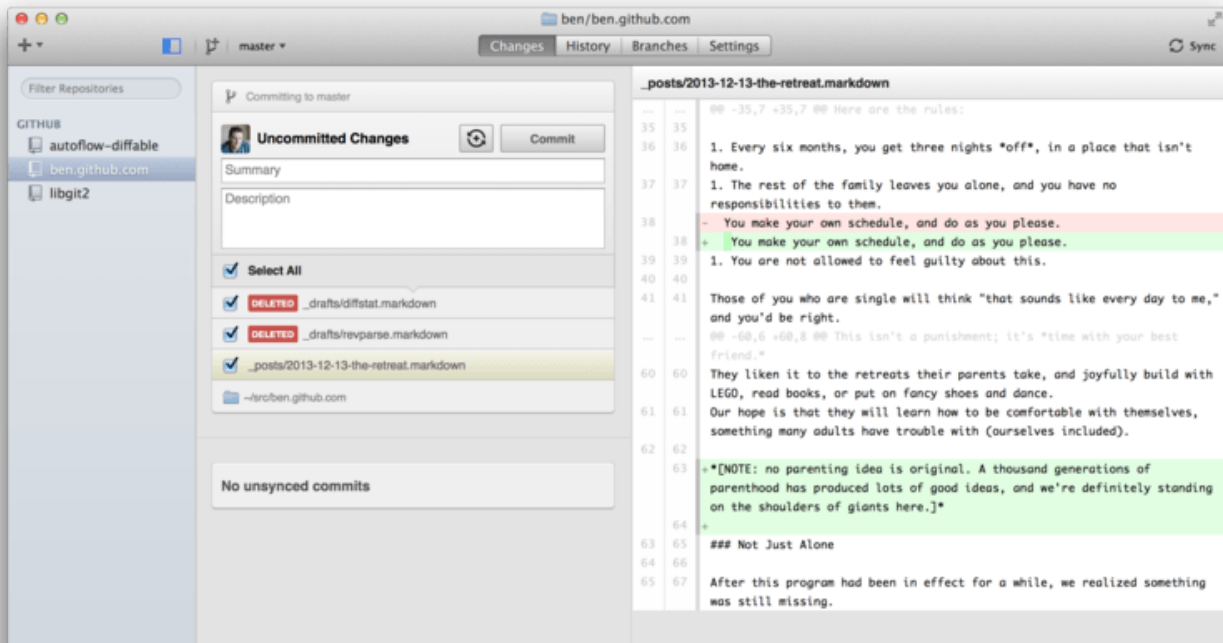 ben/ben.github.com
master
Changes
History
Branches
Settings
Sync
Filter Repositories
GITHUB
autoflow-diffable
ben.github.com
libgit2
Committing to master
Uncommitted Changes
Commit
Summary
Description
Select All
DELETED _drafts/diffstat.markdown
DELETED _drafts/revparse.markdown
_posts/2013-12-13-the-retreat.markdown
~/src/ben.github.com
No unsynced commits
_posts/2013-12-13-the-retreat.markdown
... ... @@ -35,7 +35,7 @@ Here are the rules:
35 35
36 36 1. Every six months, you get three nights *off*, in a place that isn't
home.
37 37 1. The rest of the family leaves you alone, and you have no
responsibilities to them.
38 - You make your own schedule, and do as you please.
38 + You make your own schedule, and do as you please.
39 39 1. You are not allowed to feel guilty about this.
40 40
41 41 Those of you who are single will think "that sounds like every day to me,"
and you'd be right.
... ... @@ -60,6 +60,8 @@ This isn't a punishment; it's *time with your best
friend.*
60 60 They liken it to the retreats their parents take, and joyfully build with
LEGO, read books, or put on fancy shoes and dance.
61 61 Our hope is that they will learn how to be comfortable with themselves,
something many adults have trouble with (ourselves included).
62 62
63 +*[NOTE: no parenting idea is original. A thousand generations of
parenthood has produced lots of good ideas, and we're definitely standing
on the shoulders of giants here.]*
64 +
63 65 ### Not Just Alone
64 66
65 67 After this program had been in effect for a while, we realized something
was still missing.